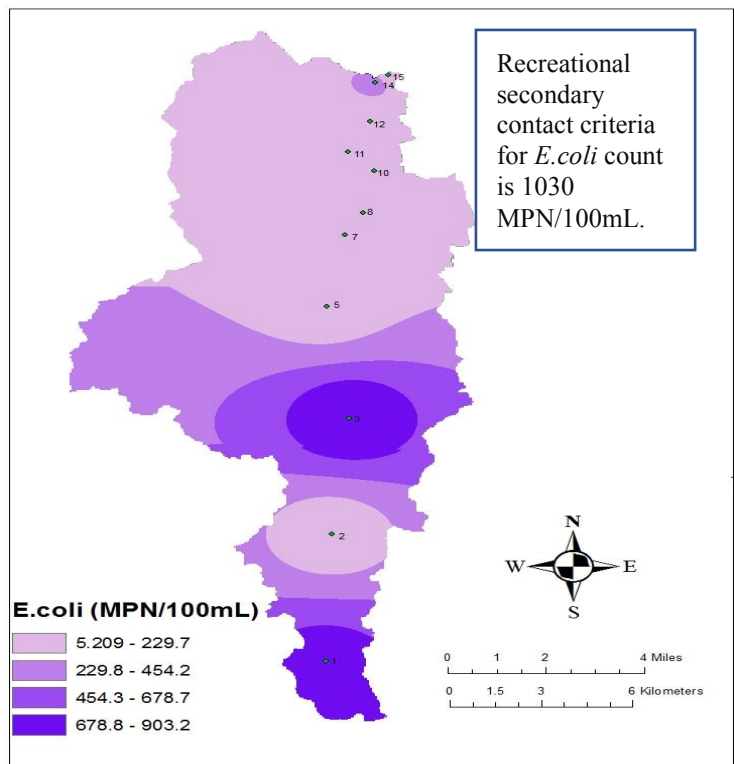 Recreational
secondary
contact criteria
for E.coli count
is 1030
MPN/100mL.
15
14
12
11
10
8
7
5
3
2
1
N
W E
S
E.coli (MPN/100mL)
5.209 - 229.7
229.8 - 454.2
454.3 - 678.7
678.8 - 903.2
0 1 2 4 Miles
0 1.5 3 6 Kilometers